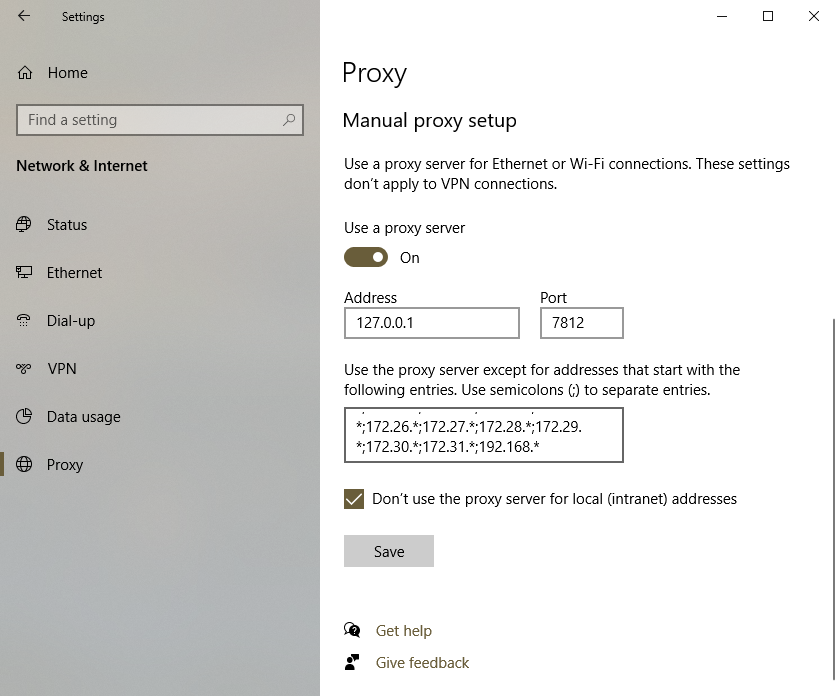 Settings
Home
Find a setting
Network & Internet
Status
Ethernet
Dial-up
VPN
Data usage
Proxy
Proxy
Manual proxy setup
Use a proxy server for Ethernet or Wi-Fi connections. These settings
don't apply to VPN connections.
Use a proxy server
On
Address
Port
127.0.0.1
7812
Use the proxy server except for addresses that start with the
following entries. Use semicolons (;) to separate entries.
*;172.26.*;172.27.*;172.28.*;172.29.
*;172.30.*;172.31.*;192.168.*
Don't use the proxy server for local (intranet) addresses
Save
Get help
Give feedback